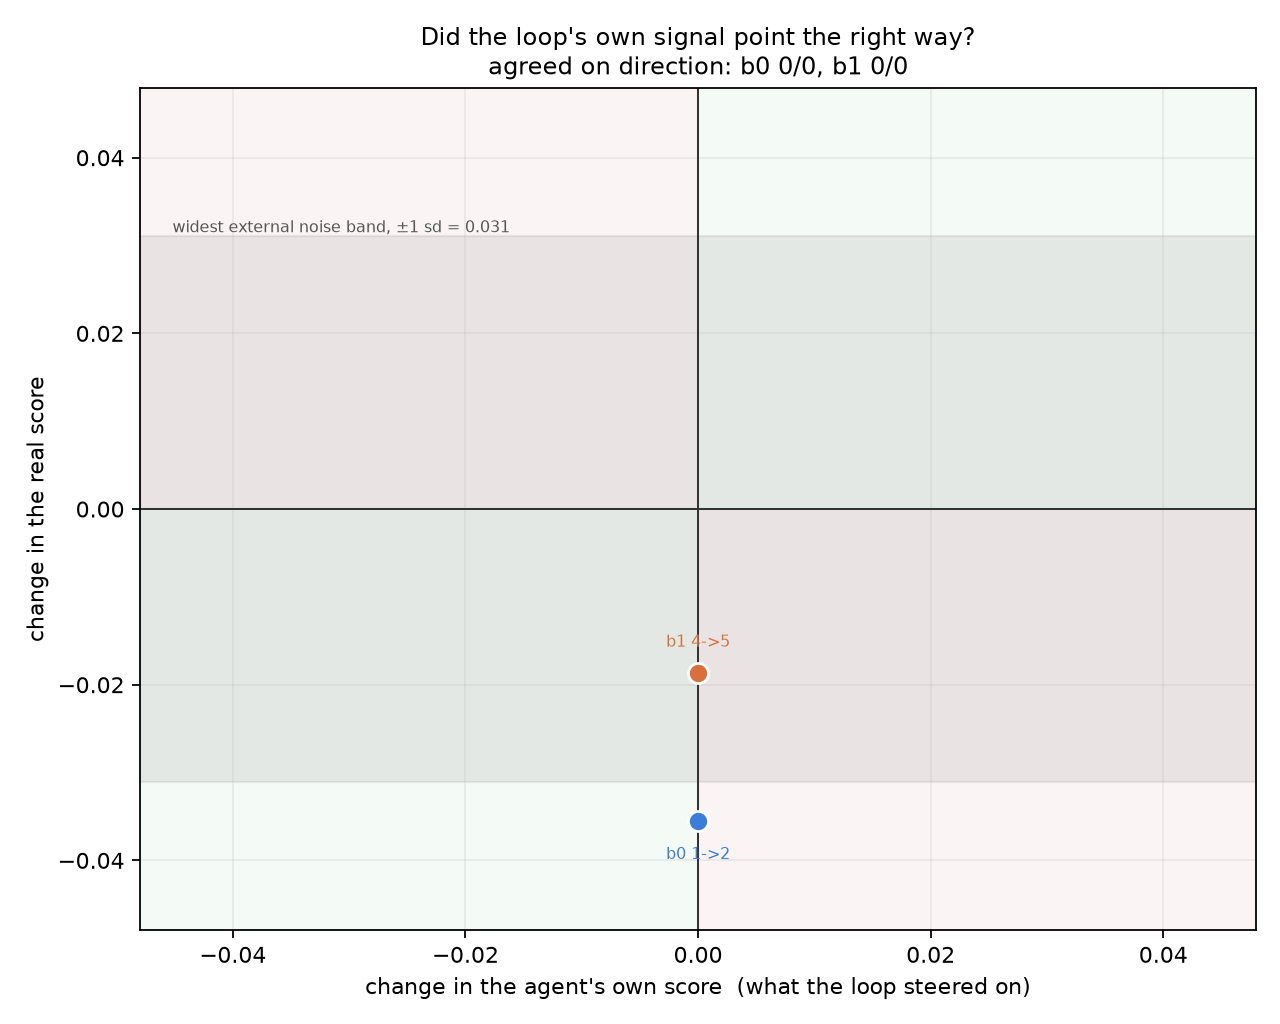 Did the loop's own signal point the right way?
agreed on direction: b0 0/0, b1 0/0
0.04
widest external noise band, ±1 sd = 0.031
0.02
0.00
change in the real score
b1 4->5
−0.02
b0 1->2
−0.04
−0.04 −0.02 0.00 0.02 0.04
change in the agent's own score  (what the loop steered on)